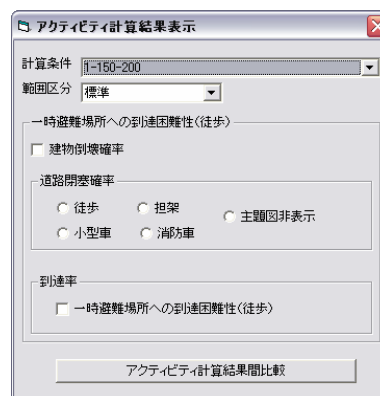 アクティビティ計算結果表示
計算条件 1-150-200
範囲区分 標準
一時避難場所への到達困難性(徒歩)
建物倒壊確率
道路閉塞確率
徒歩 担架 主題図非表示
小型車 消防車
到達率
一時避難場所への到達困難性(徒歩)
アクティビティ計算結果間比較